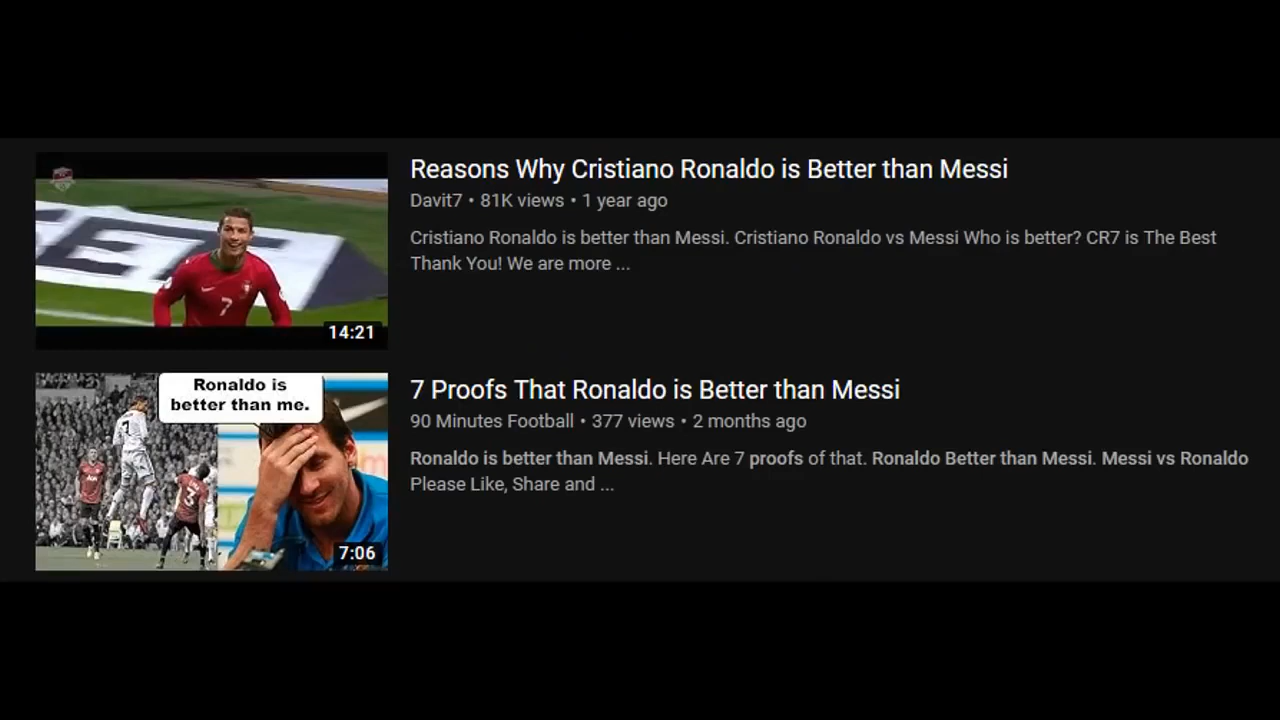 Reasons Why Cristiano Ronaldo is Better than Messi
Davit7 • 81K views • 1 year ago
Cristiano Ronaldo is better than Messi. Cristiano Ronaldo vs Messi Who is better? CR7 is The Best
Thank You! We are more ...
7
14:21
Ronaldo is
better than me.
7 Proofs That Ronaldo is Better than Messi
90 Minutes Football • 377 views • 2 months ago
Ronaldo is better than Messi. Here Are 7 proofs of that. Ronaldo Better than Messi. Messi vs Ronaldo
Please Like, Share and ...
7
AON
3
7:06